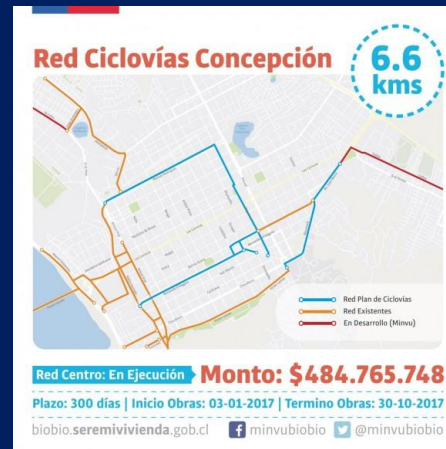 Red Ciclovías Concepción
6.6
kms
Red Plan de Ciclovías
Red Existentes
En Desarrollo (Minvu)
Red Centro: En Ejecución
Monto: $484.765.748
Plazo: 300 días | Inicio Obras: 03-01-2017 | Termino Obras: 30-10-2017
biobio.seremivivienda.gob.cl
minvubiobio
@minvubiobio